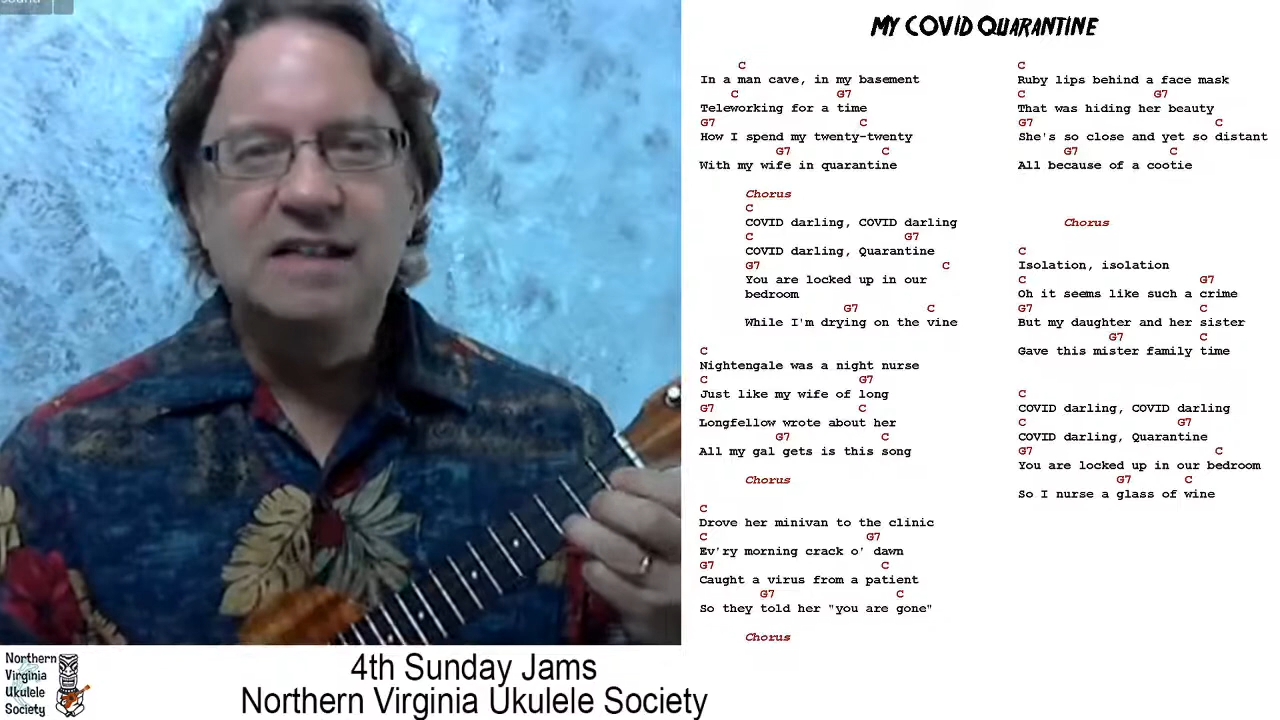 MY COVID QUARANTINE
C
In a man cave, in my basement
C G7
Teleworking for a time
G7 C
How I spend my twenty-twenty
G7 C
With my wife in quarantine
Chorus
C
COVID darling, COVID darling
C G7
COVID darling, Quarantine
G7 C
You are locked up in our
bedroom
G7 C
While I'm drying on the vine
C
Nightengale was a night nurse
C G7
Just like my wife of long
G7 C
Longfellow wrote about her
G7 C
All my gal gets is this song
Chorus
C
Drove her minivan to the clinic
C G7
Ev'ry morning crack o' dawn
G7 C
Caught a virus from a patient
G7 C
So they told her "you are gone"
Chorus
C
Ruby lips behind a face mask
C G7
That was hiding her beauty
G7 C
She's so close and yet so distant
G7 C
All because of a cootie
Chorus
C
Isolation, isolation
C G7
Oh it seems like such a crime
G7 C
But my daughter and her sister
G7 C
Gave this mister family time
C
COVID darling, COVID darling
C G7
COVID darling, Quarantine
G7 C
You are locked up in our bedroom
G7 C
So I nurse a glass of wine
Northern
Virginia
Ukulele
Society
4th Sunday Jams
Northern Virginia Ukulele Society